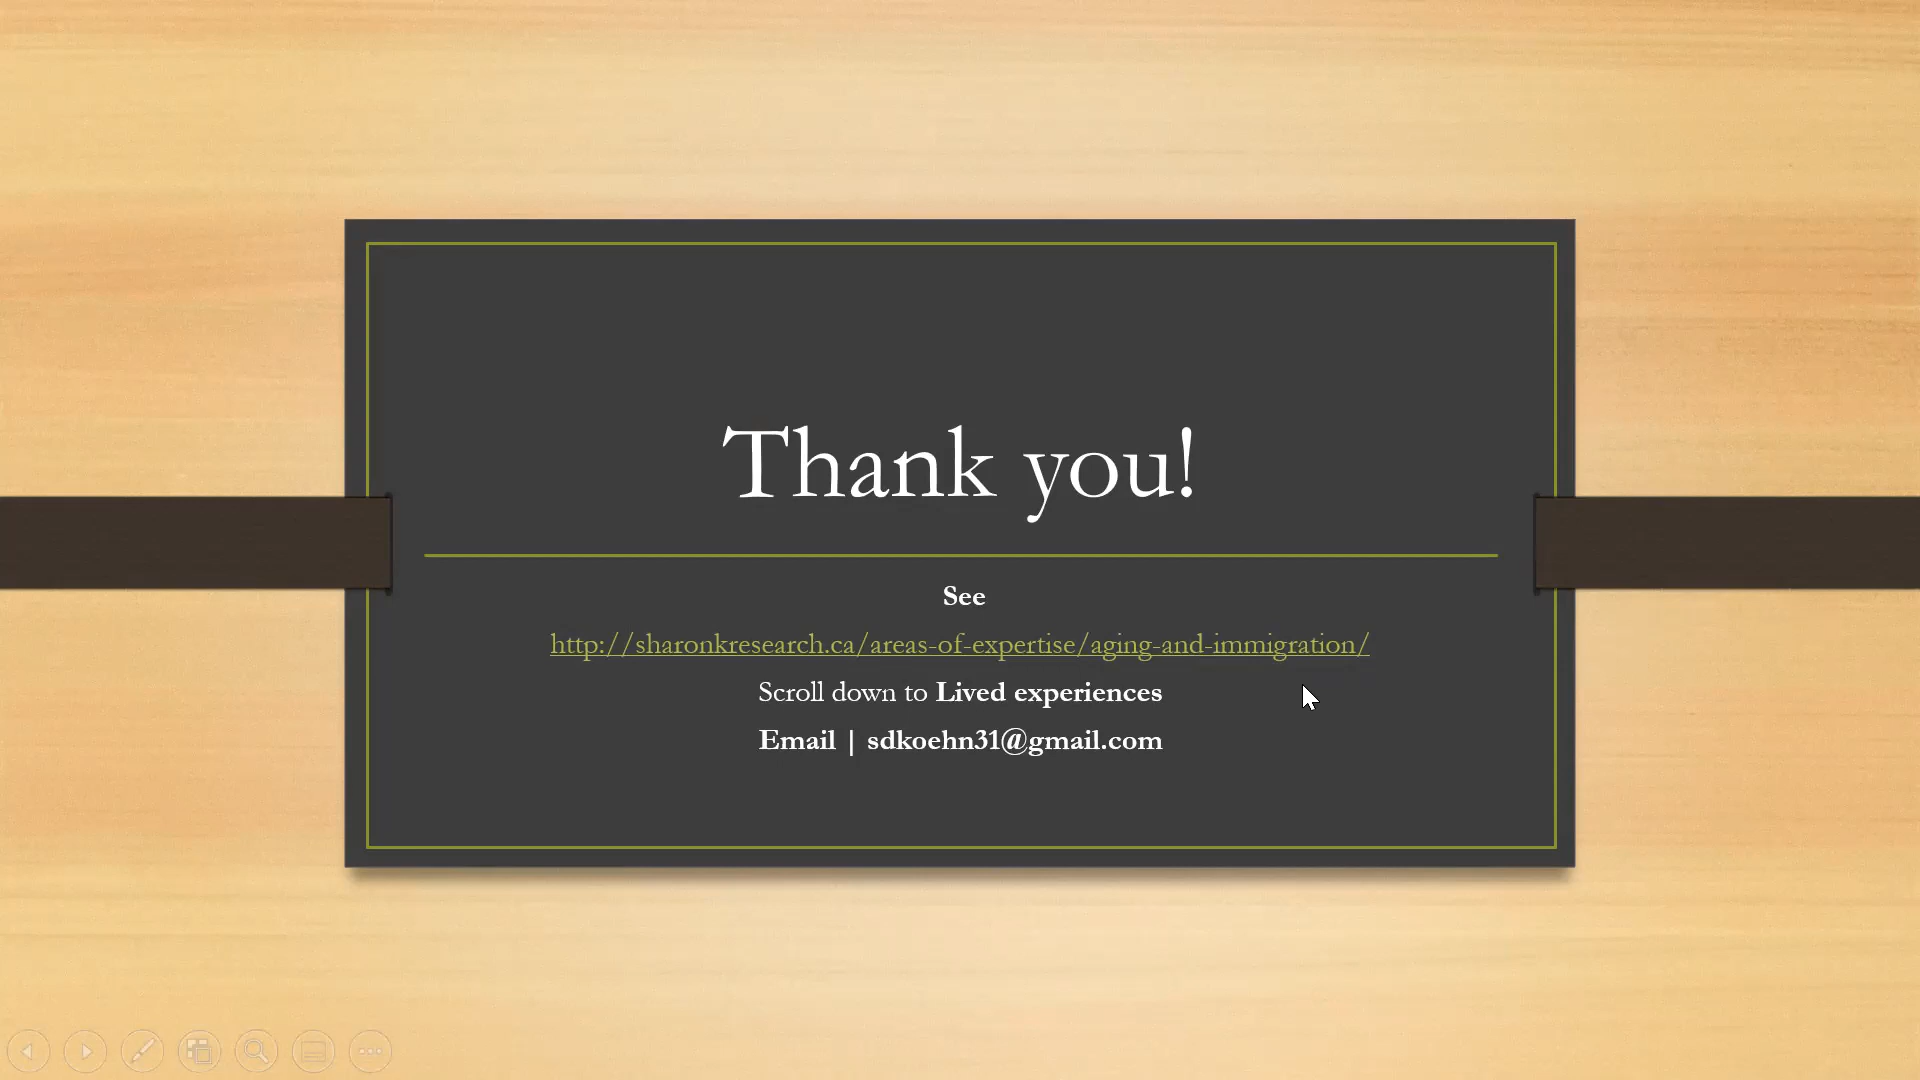 Thank you!
See
http://sharonkresearch.ca/areas-of-expertise/aging-and-immigration/
Scroll down to Lived experiences
Email | sdkoehn31@gmail.com